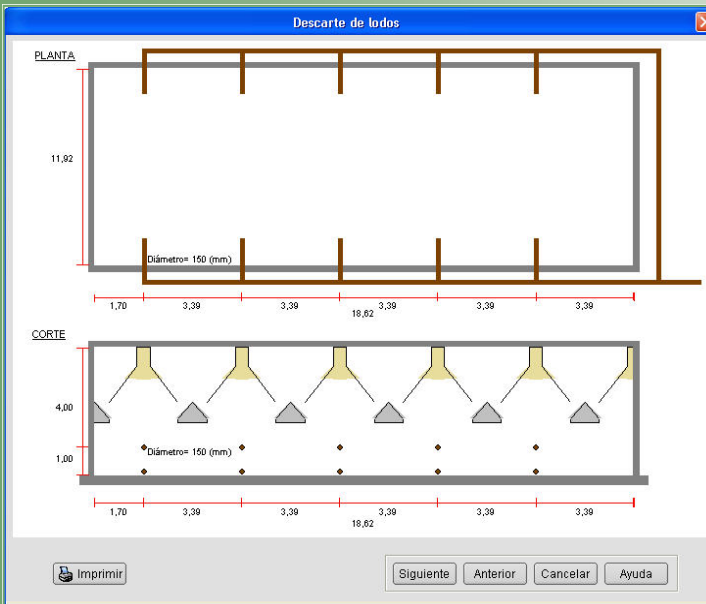 Descarte de lodos
PLANTA
11,92
Diámetro= 150 (mm)
1,70 3,39 3,39 3,39 3,39 3,39
18,62
CORTE
4,00
1,00
Diámetro= 150 (mm)
1,70 3,39 3,39 3,39 3,39 3,39
18,62
Imprimir Siguiente Anterior Cancelar Ayuda